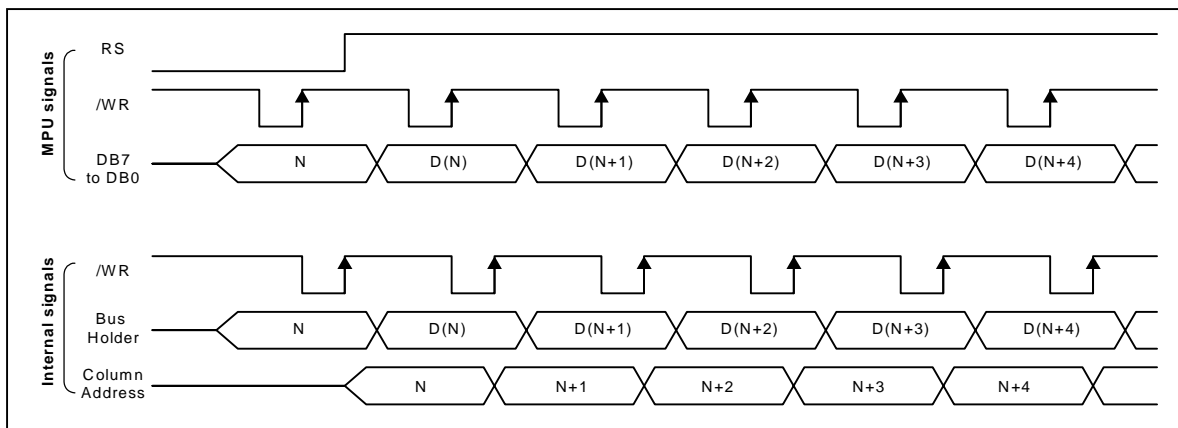 MPU signals
RS
/WR
DB7
to DB0
N D(N) D(N+1) D(N+2) D(N+3) D(N+4)
Internal signals
/WR
Bus
Holder
N D(N) D(N+1) D(N+2) D(N+3) D(N+4)
Column
Address
N N+1 N+2 N+3 N+4